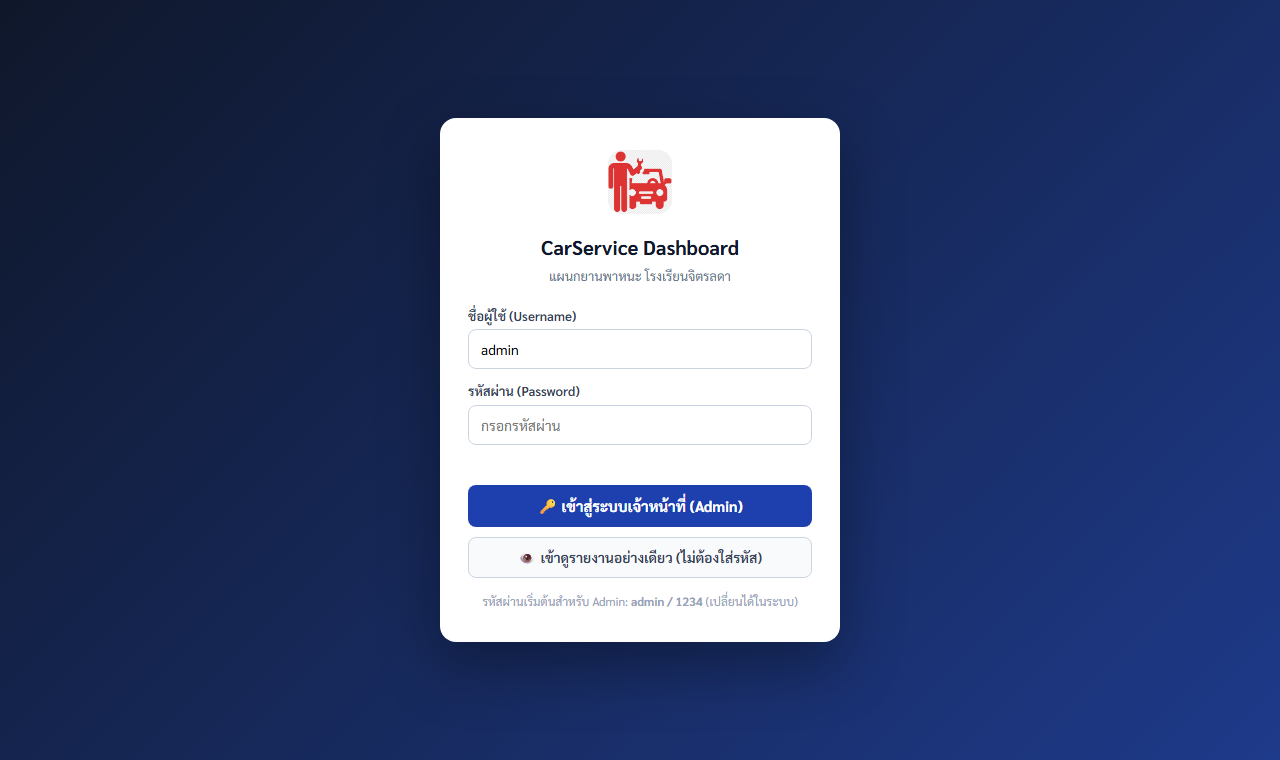 CarService Dashboard
แผนกยานพาหนะ โรงเรียนจิตรลดา
ชื่อผู้ใช้ (Username)
admin
รหัสผ่าน (Password)
กรอกรหัสผ่าน
🔑 เข้าสู่ระบบเจ้าหน้าที่ (Admin)
👁️ เข้าดูรายงานอย่างเดียว (ไม่ต้องใส่รหัส)
รหัสผ่านเริ่มต้นสำหรับ Admin: admin / 1234 (เปลี่ยนได้ในระบบ)